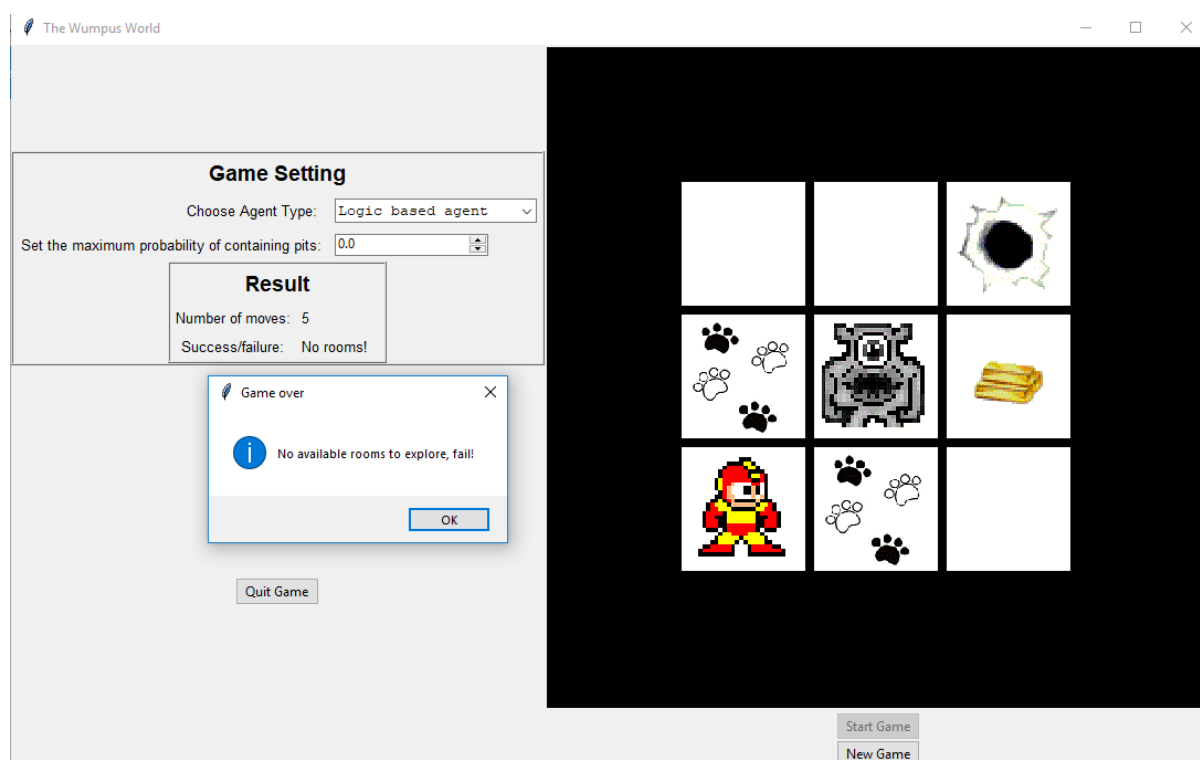 The Wumpus World
Game Setting
Choose Agent Type: Logic based agent
Set the maximum probability of containing pits: 0.0
Result
Number of moves: 5
Success/failure: No rooms!
Game over
No available rooms to explore, fail!
OK
Quit Game
Start Game
New Game